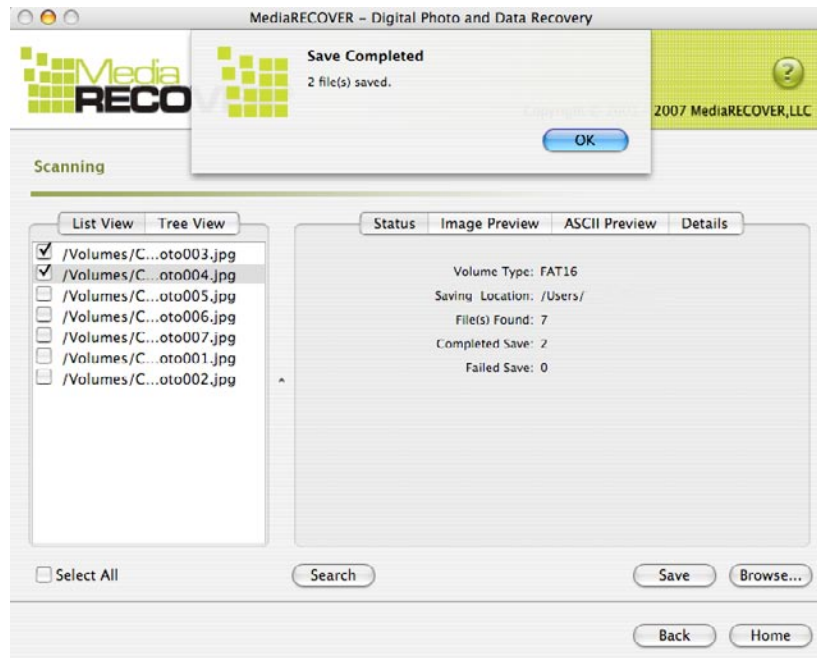 MediaRECOVER – Digital Photo and Data Recovery
Media
RECOVER
Save Completed
2 file(s) saved.
OK
?
2007 MediaRECOVER,LLC
Scanning
List View Tree View
Status Image Preview ASCII Preview Details
/Volumes/C...oto003.jpg
/Volumes/C...oto004.jpg
/Volumes/C...oto005.jpg
/Volumes/C...oto006.jpg
/Volumes/C...oto007.jpg
/Volumes/C...oto001.jpg
/Volumes/C...oto002.jpg
Volume Type: FAT16
Saving Location: /Users/
File(s) Found: 7
Completed Save: 2
Failed Save: 0
Select All
Search
Save
Browse...
Back
Home